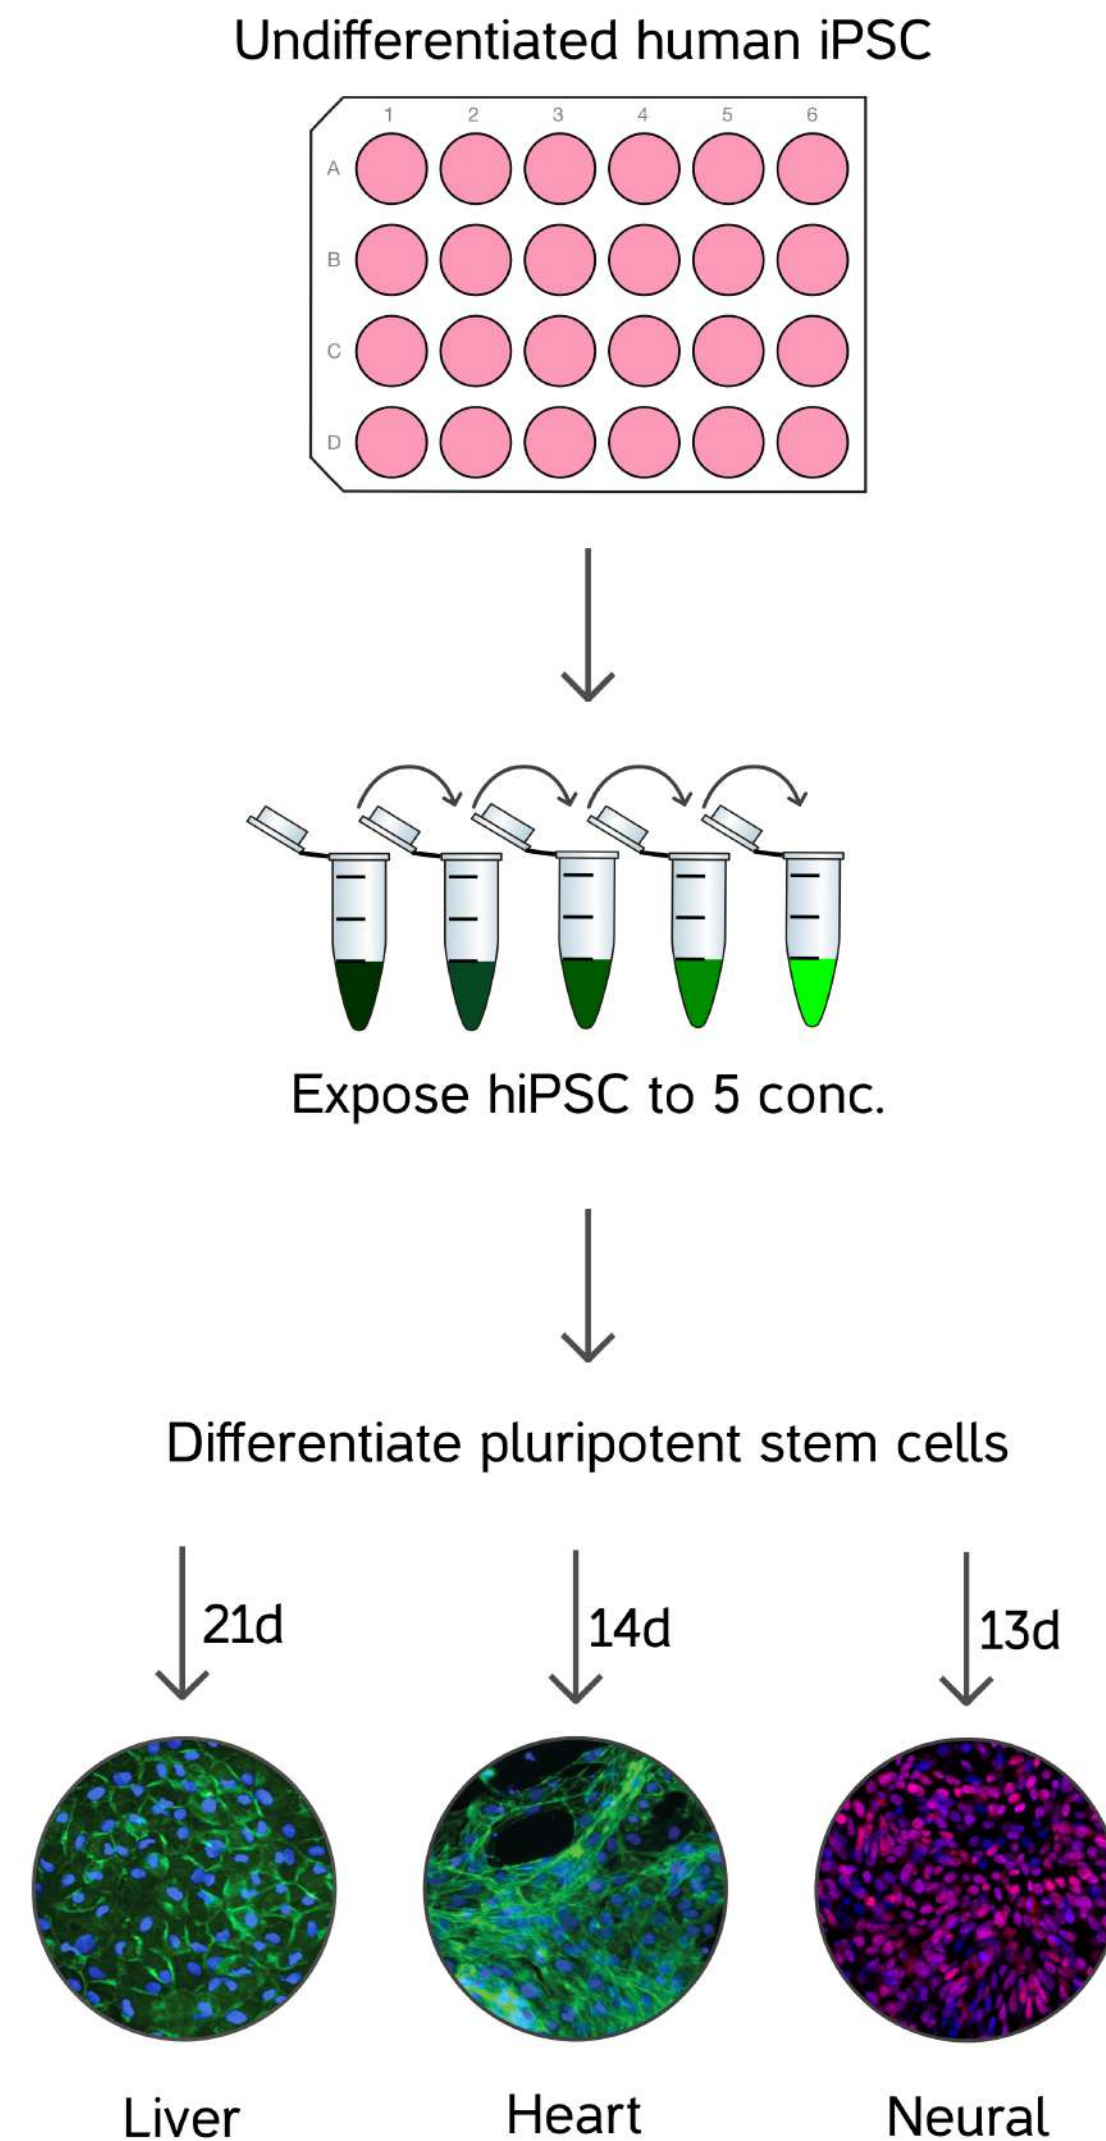 Undifferentiated human iPSC
1 2 3 4 5 6
A
B
C
D
Expose hiPSC to 5 conc.
Differentiate pluripotent stem cells
21d 14d 13d
Liver Heart Neural